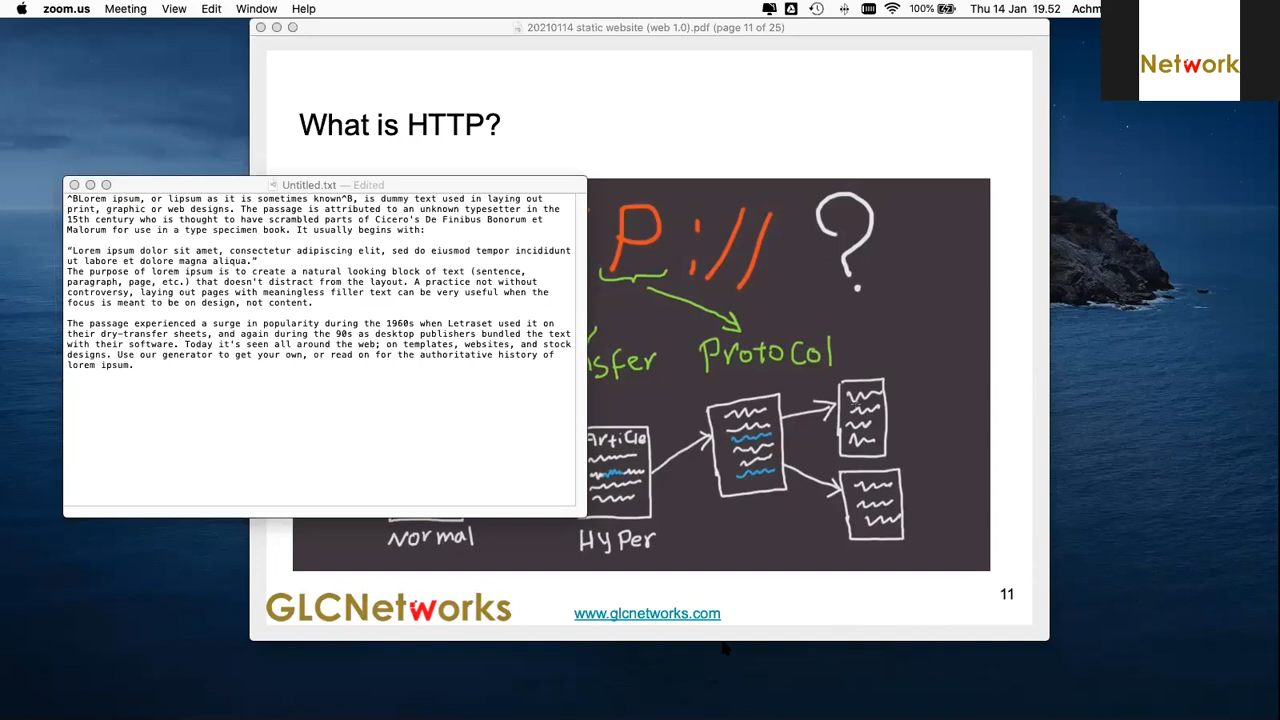 zoom.us Meeting View Edit Window Help 100% Thu 14 Jan 19.52 Achm
20210114 static website (web 1.0).pdf (page 11 of 25)
Network
What is HTTP?
Untitled.txt — Edited
^BLorem ipsum, or lipsum as it is sometimes known^B, is dummy text used in laying out
print, graphic or web designs. The passage is attributed to an unknown typesetter in the
15th century who is thought to have scrambled parts of Cicero's De Finibus Bonorum et
Malorum for use in a type specimen book. It usually begins with:
“Lorem ipsum dolor sit amet, consectetur adipiscing elit, sed do eiusmod tempor incididunt
ut labore et dolore magna aliqua.”
The purpose of lorem ipsum is to create a natural looking block of text (sentence,
paragraph, page, etc.) that doesn't distract from the layout. A practice not without
controversy, laying out pages with meaningless filler text can be very useful when the
focus is meant to be on design, not content.
The passage experienced a surge in popularity during the 1960s when Letraset used it on
their dry-transfer sheets, and again during the 90s as desktop publishers bundled the text
with their software. Today it's seen all around the web; on templates, websites, and stock
designs. Use our generator to get your own, or read on for the authoritative history of
lorem ipsum.
P :// ?
nsfer Protocol
Article
Normal HyPer
GLCNetworks www.glcnetworks.com 11